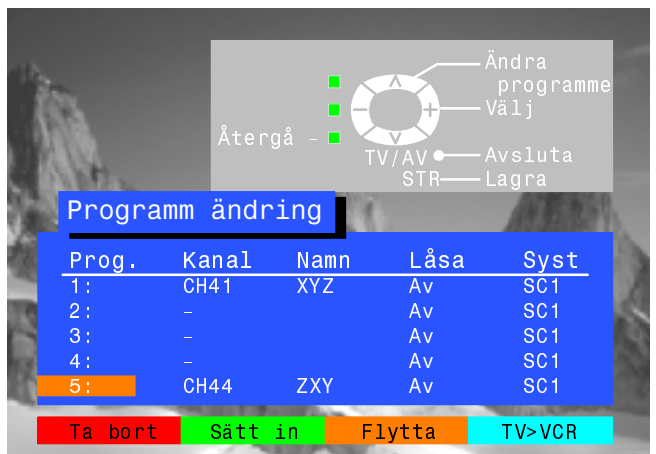 Ändra
programme
Välj
Återgå -
TV/AV Avsluta
STR Lagra
Programm ändring
Prog. Kanal Namn Låsa Syst
1: CH41 XYZ Av SC1
2: - Av SC1
3: - Av SC1
4: - Av SC1
5: CH44 ZXY Av SC1
Ta bort Sätt in Flytta TV>VCR